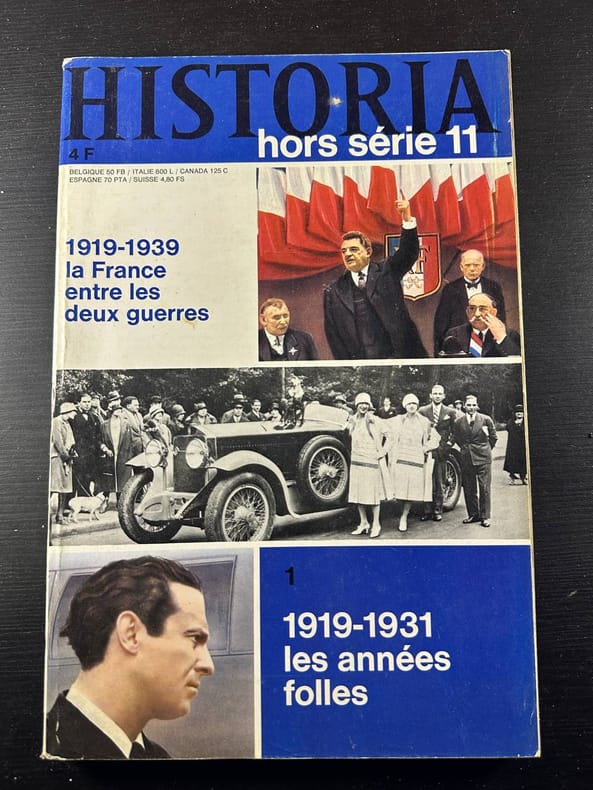 HISTORIA
hors série 11
4 F
BELGIQUE 50 FB / ITALIE 800 L / CANADA 125 C
ESPAGNE 70 PTA / SUISSE 4,80 FS
1919-1939
la France
entre les
deux guerres
RF
1
1919-1931
les années
folles